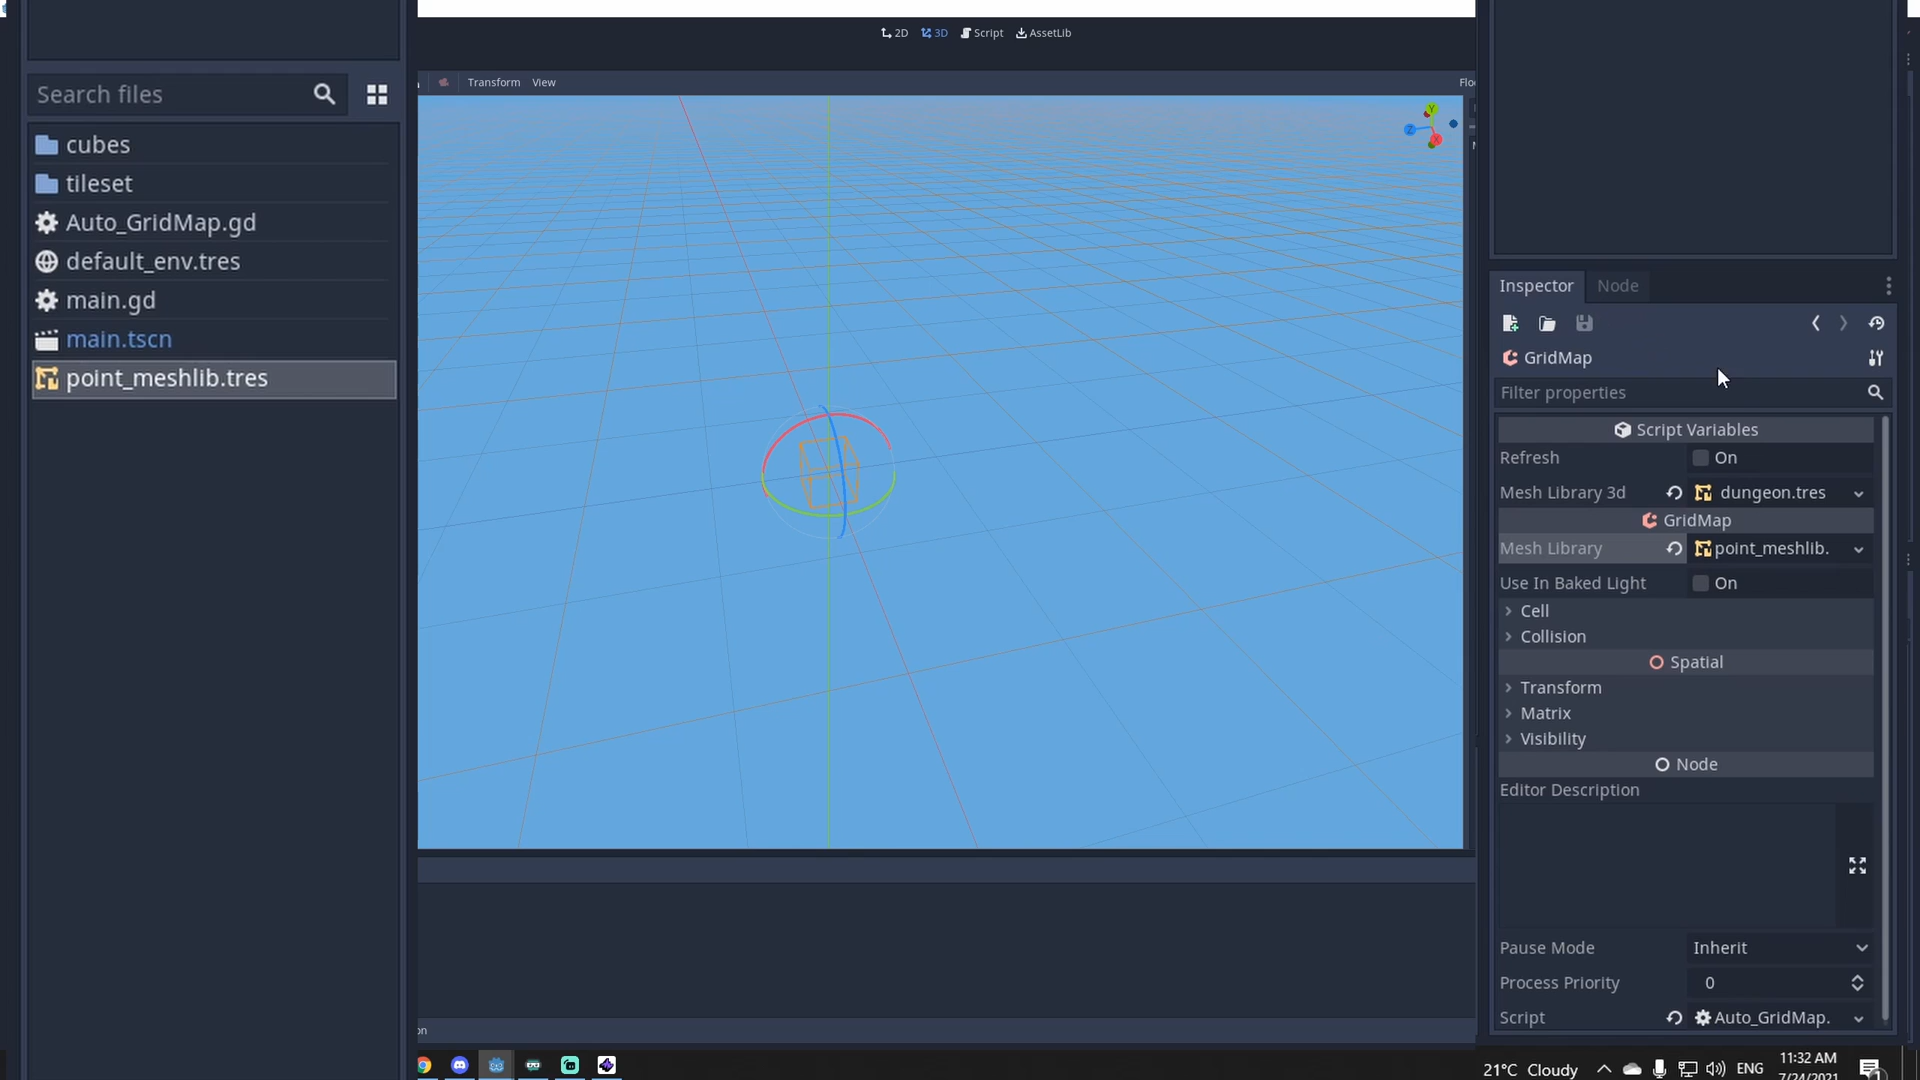 2D 3D Script AssetLib
Transform View
Search files
cubes
tileset
Auto_GridMap.gd
default_env.tres
main.gd
main.tscn
point_meshlib.tres
Y
Z
X
Inspector Node
GridMap
Filter properties
Script Variables
Refresh On
Mesh Library 3d dungeon.tres
GridMap
Mesh Library point_meshlib.
Use In Baked Light On
Cell
Collision
Spatial
Transform
Matrix
Visibility
Node
Editor Description
Pause Mode Inherit
Process Priority 0
Script Auto_GridMap.
21°C Cloudy ENG 11:32 AM
7/24/2021